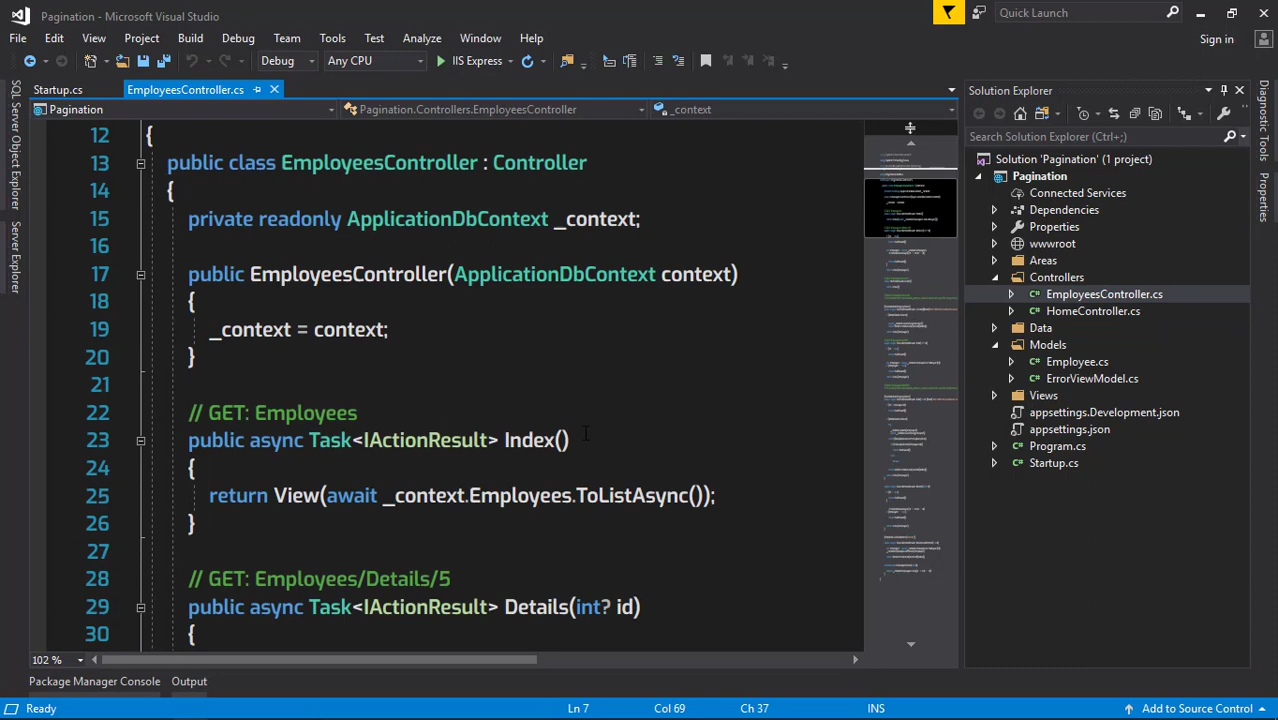 Pagination - Microsoft Visual Studio
Quick Launch
File Edit View Project Build Debug Team Tools Test Analyze Window Help
Sign in
Debug Any CPU IIS Express
Startup.cs EmployeesController.cs
Pagination Pagination.Controllers.EmployeesController _context
SQL Server Object Explorer
Server Explorer
12 {
13 public class EmployeesController : Controller
14 {
15 private readonly ApplicationDbContext _context;
16
17 public EmployeesController(ApplicationDbContext context)
18 {
19 _context = context;
20 }
21
22 // GET: Employees
23 public async Task<IActionResult> Index()
24 {
25 return View(await _context.Employees.ToListAsync());
26 }
27
28 // GET: Employees/Details/5
29 public async Task<IActionResult> Details(int? id)
30 {
102 %
Solution Explorer
Search Solution Explorer (Ctrl+;)
Solution 'Pagination' (1 project)
Pagination
Connected Services
Dependencies
Properties
wwwroot
Areas
Controllers
C# EmployeesController.cs
C# HomeController.cs
Data
Models
C# Employee.cs
C# ErrorViewModel.cs
Views
appsettings.Development.json
appsettings.json
C# Program.cs
C# Startup.cs
Diagnostic Tools
Properties
Package Manager Console Output
Ready Ln 7 Col 69 Ch 37 INS Add to Source Control